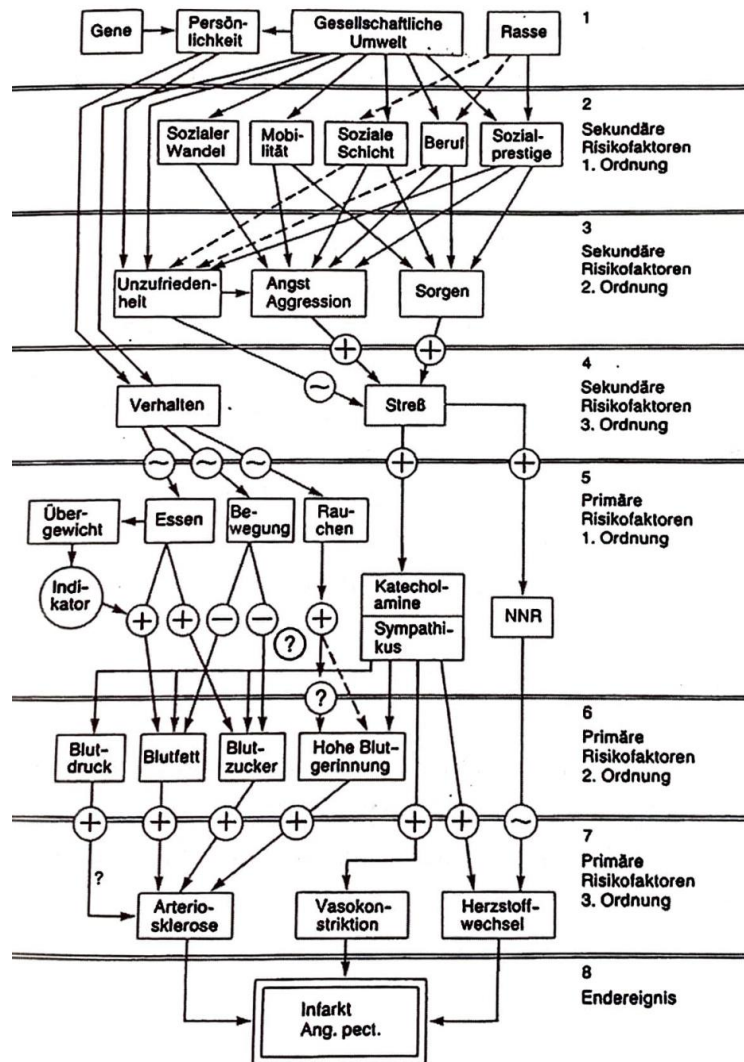 Gene
Persön-
lichkeit
Gesellschaftliche
Umwelt
Rasse
1
2
Sekundäre
Risikofaktoren
1. Ordnung
Sozialer
Wandel
Mobi-
lität
Soziale
Schicht
Beruf
Sozial-
prestige
3
Sekundäre
Risikofaktoren
2. Ordnung
Unzufrieden-
heit
Angst
Aggression
Sorgen
+
+
4
Sekundäre
Risikofaktoren
3. Ordnung
~
Verhalten
Streß
~
~
~
+
+
5
Primäre
Risikofaktoren
1. Ordnung
Über-
gewicht
Essen
Be-
wegung
Rau-
chen
Indi-
kator
Katechol-
amine
Sympathi-
kus
NNR
+
+
−
−
+
?
?
6
Primäre
Risikofaktoren
2. Ordnung
Blut-
druck
Blutfett
Blut-
zucker
Hohe Blut-
gerinnung
+
+
+
+
+
+
~
7
Primäre
Risikofaktoren
3. Ordnung
?
Arterio-
sklerose
Vasokon-
striktion
Herzstoff-
wechsel
8
Endereignis
Infarkt
Ang. pect.